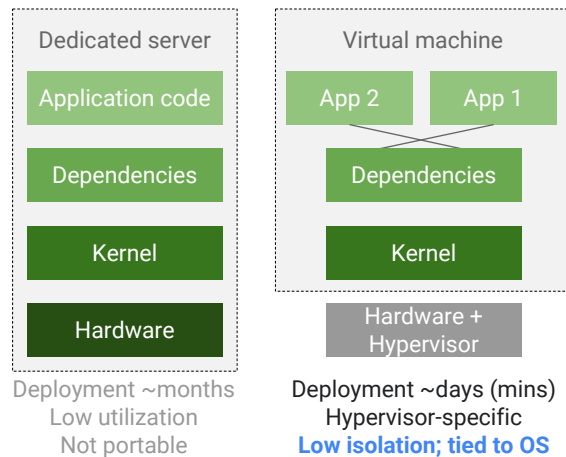 Dedicated server
Application code
Dependencies
Kernel
Hardware
Deployment ~months
Low utilization
Not portable
Virtual machine
App 2
App 1
Dependencies
Kernel
Hardware +
Hypervisor
Deployment ~days (mins)
Hypervisor-specific
Low isolation; tied to OS